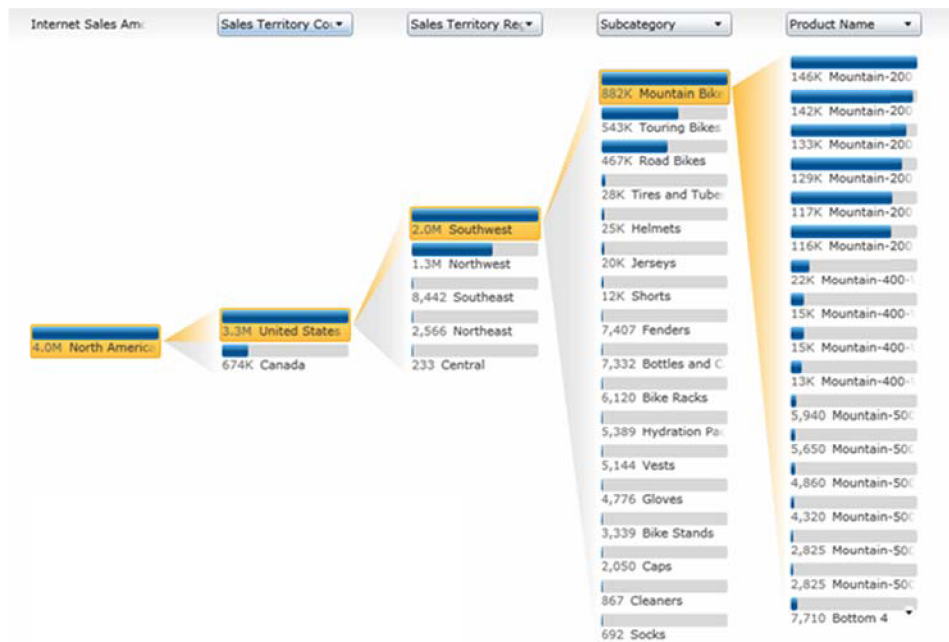 Internet Sales
Sales Territory
Sales Territory
Subcategory
Product Name
4.0M North America
3.3M United States
674K Canada
2.0M Southwest
1.3M Northwest
8,442 Southeast
2,566 Northeast
233 Central
882K Mountain Bike
543K Touring Bikes
467K Road Bikes
28K Tires and Tube
25K Helmets
20K Jerseys
12K Shorts
7,407 Fenders
7,332 Bottles and C
6,120 Bike Racks
5,389 Hydration Pa
5,144 Vests
4,776 Gloves
3,339 Bike Stands
2,050 Caps
867 Cleaners
692 Socks
146K Mountain-200
142K Mountain-200
133K Mountain-200
129K Mountain-200
117K Mountain-200
116K Mountain-200
22K Mountain-400-
15K Mountain-400-
15K Mountain-400-
13K Mountain-400-
5,940 Mountain-500
5,650 Mountain-500
4,860 Mountain-500
4,320 Mountain-500
2,825 Mountain-500
2,825 Mountain-500
7,710 Bottom 4